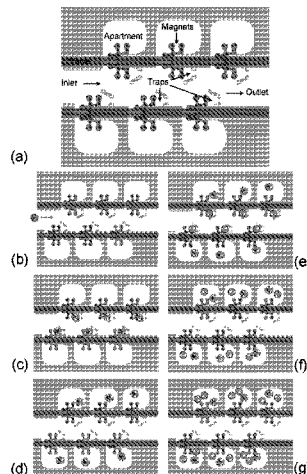 Magnets
Apartment
Inlet
Traps
Outlet
(a)
(b)
(e)
(c)
(f)
(d)
(g)